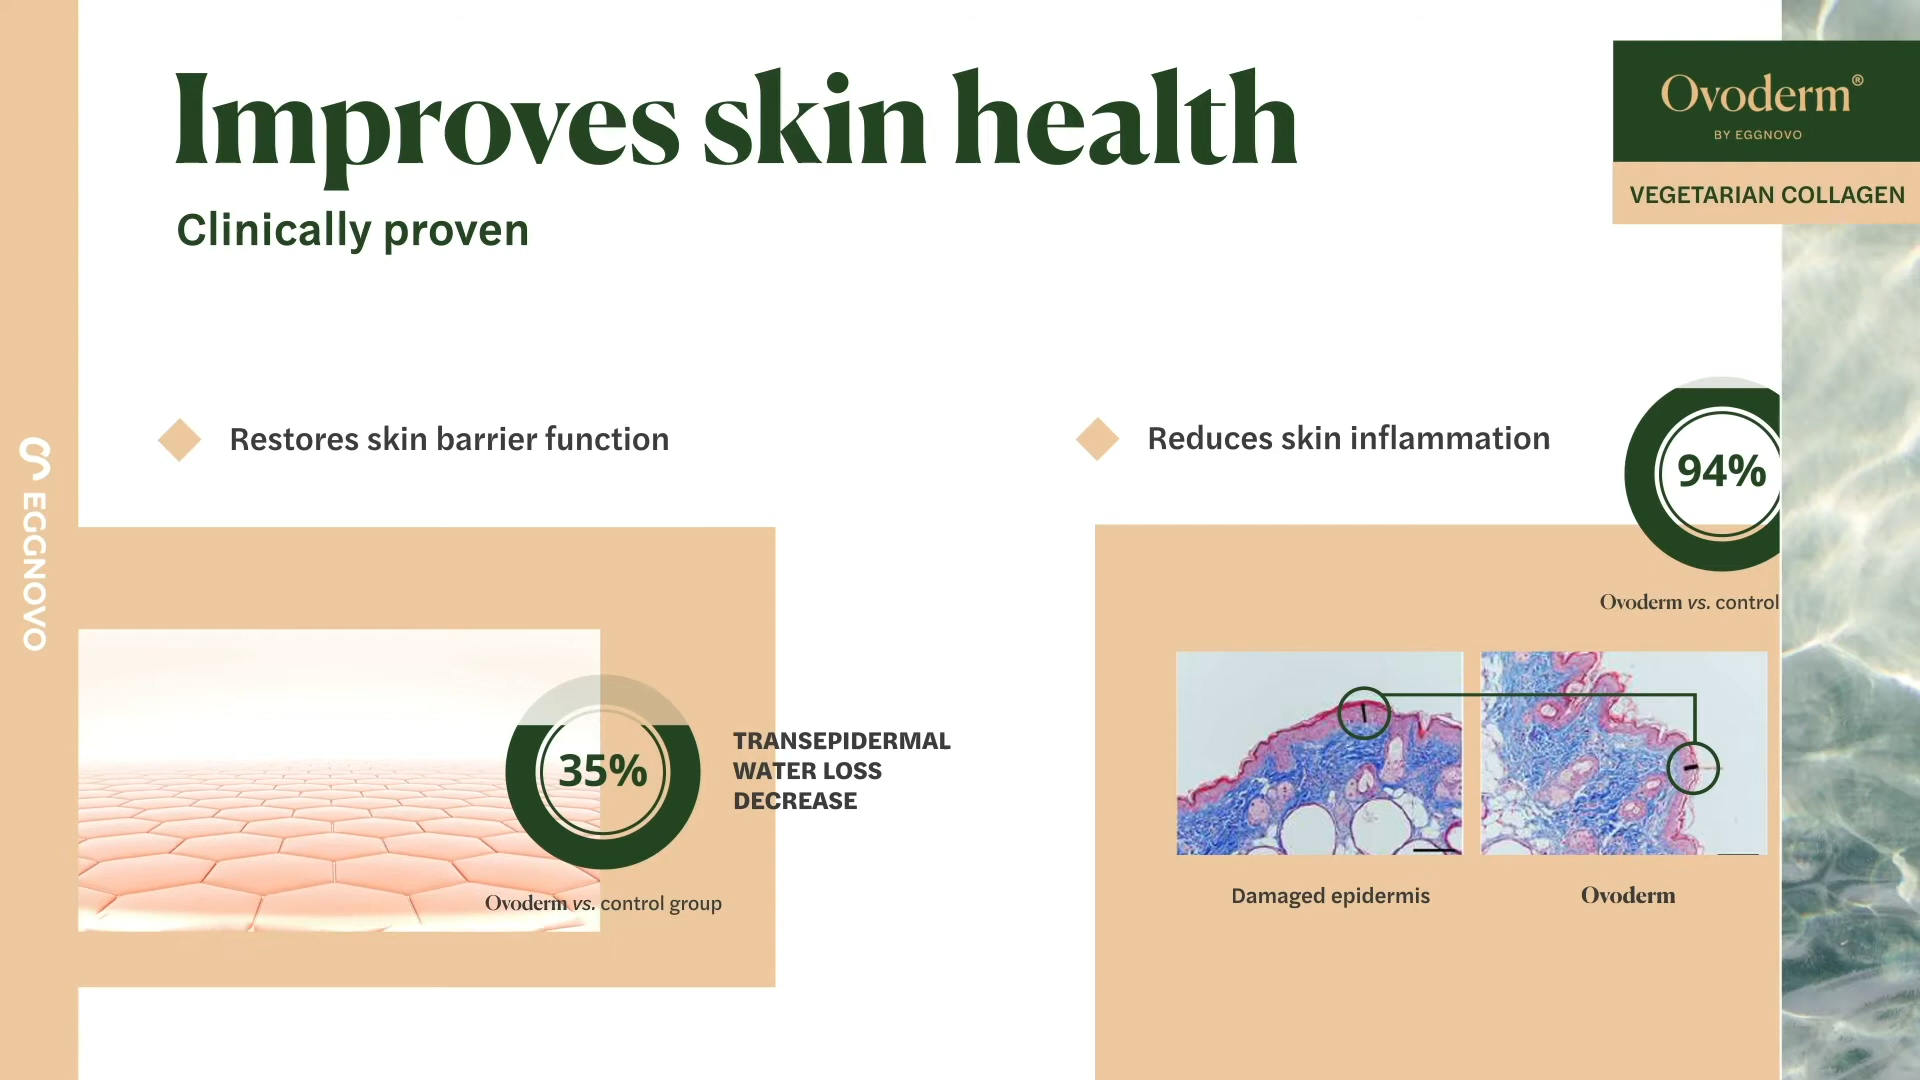 Improves skin health
Clinically proven
Ovoderm®
BY EGGNOVO
VEGETARIAN COLLAGEN
EGGNOVO
Restores skin barrier function
35%
TRANSEPIDERMAL
WATER LOSS
DECREASE
Ovoderm vs. control group
Reduces skin inflammation
94%
Ovoderm vs. control
Damaged epidermis
Ovoderm